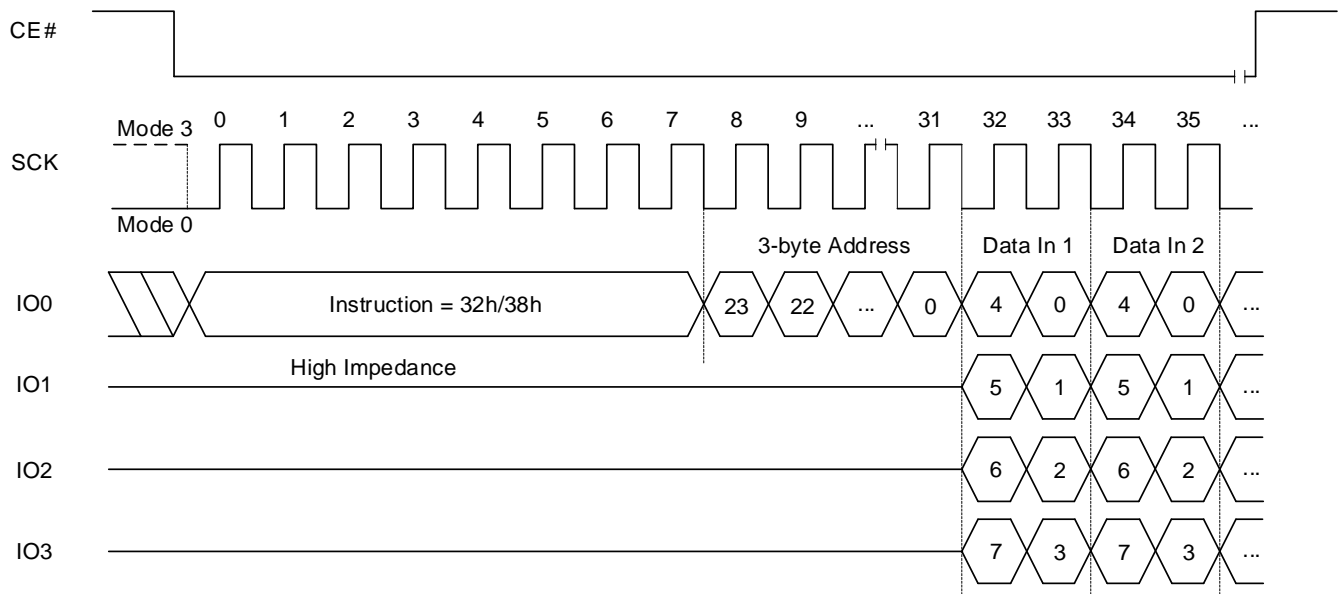 CE#
Mode 3 0 1 2 3 4 5 6 7 8 9 ... 31 32 33 34 35 ...
SCK
Mode 0
3-byte Address Data In 1 Data In 2
IO0 Instruction = 32h/38h 23 22 ... 0 4 0 4 0 ...
High Impedance
IO1 5 1 5 1 ...
IO2 6 2 6 2 ...
IO3 7 3 7 3 ...